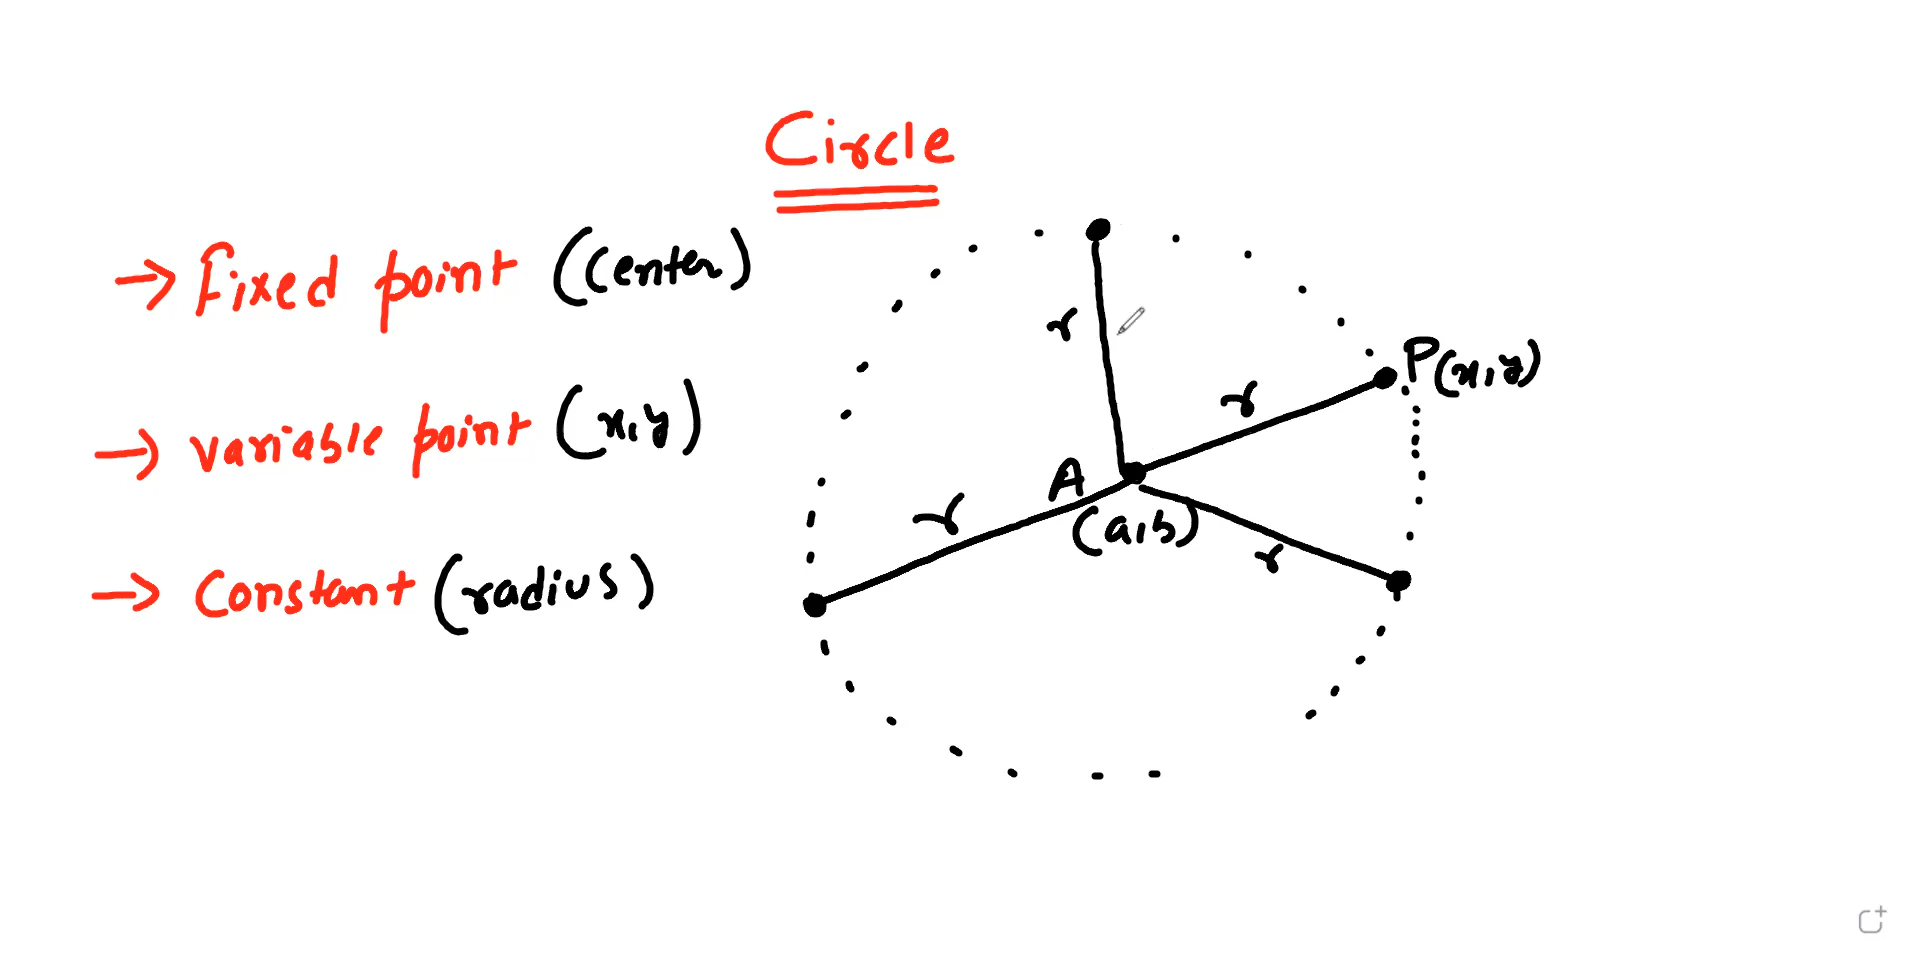 Circle
→ fixed point (Center)
→ variable point (x,y)
→ Constant (radius)
r
P(x,y)
r
A
r
(a,b)
r